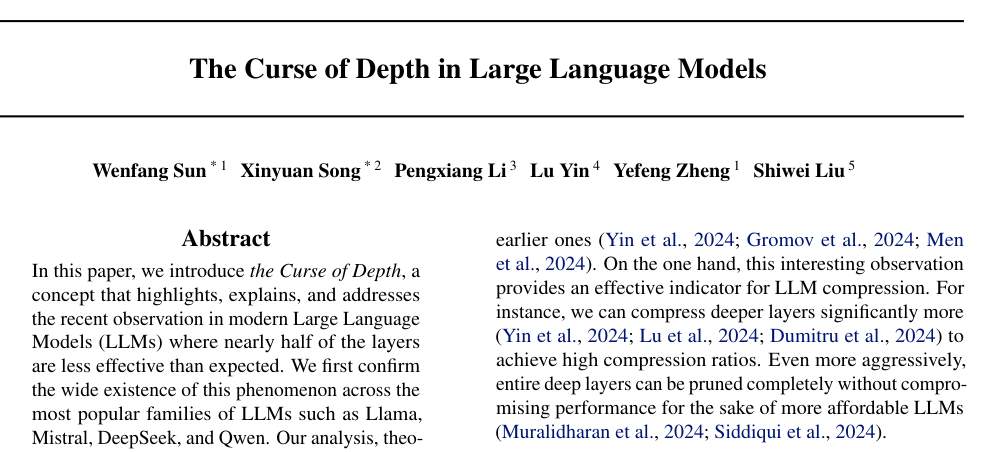 The Curse of Depth in Large Language Models
Wenfang Sun * 1 Xinyuan Song * 2 Pengxiang Li 3 Lu Yin 4 Yefeng Zheng 1 Shiwei Liu 5
Abstract
In this paper, we introduce the Curse of Depth, a
concept that highlights, explains, and addresses
the recent observation in modern Large Language
Models (LLMs) where nearly half of the layers
are less effective than expected. We first confirm
the wide existence of this phenomenon across the
most popular families of LLMs such as Llama,
Mistral, DeepSeek, and Qwen. Our analysis, theo-
earlier ones (Yin et al., 2024; Gromov et al., 2024; Men
et al., 2024). On the one hand, this interesting observation
provides an effective indicator for LLM compression. For
instance, we can compress deeper layers significantly more
(Yin et al., 2024; Lu et al., 2024; Dumitru et al., 2024) to
achieve high compression ratios. Even more aggressively,
entire deep layers can be pruned completely without compro-
mising performance for the sake of more affordable LLMs
(Muralidharan et al., 2024; Siddiqui et al., 2024).